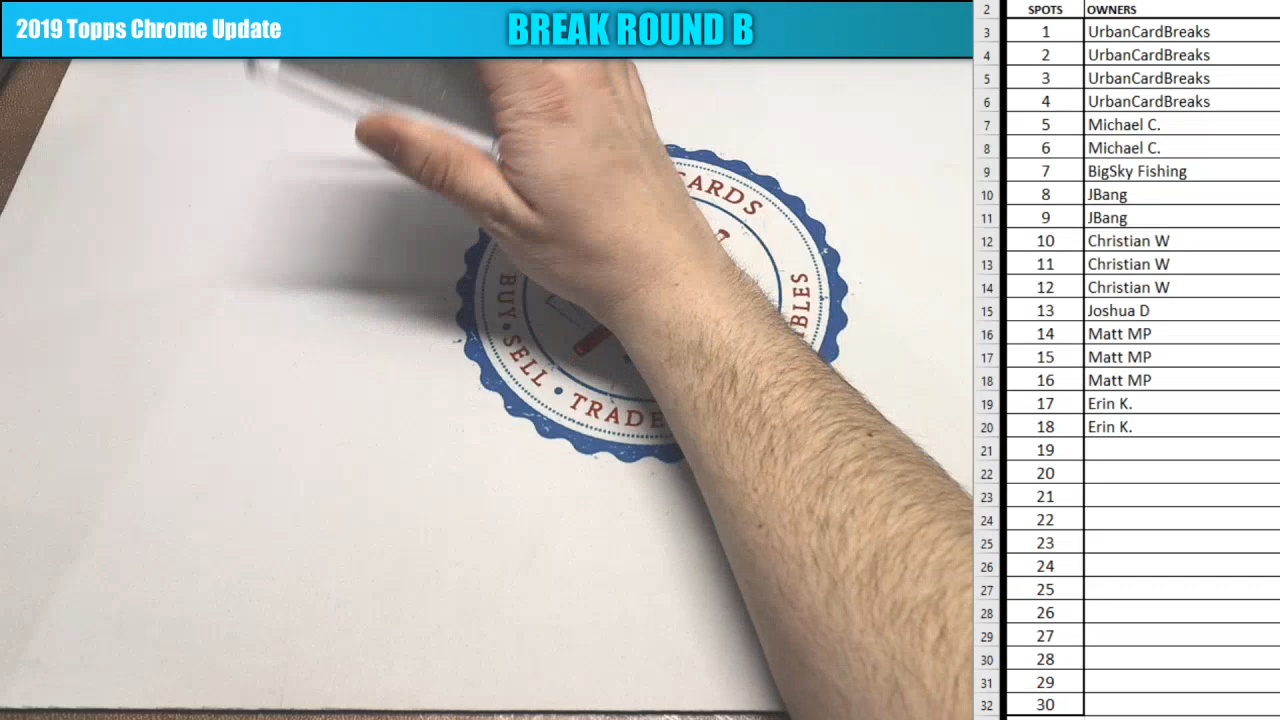 2019 Topps Chrome Update
BREAK ROUND B
2 SPOTS OWNERS
3 1 UrbanCardBreaks
4 2 UrbanCardBreaks
5 3 UrbanCardBreaks
6 4 UrbanCardBreaks
7 5 Michael C.
8 6 Michael C.
9 7 BigSky Fishing
10 8 JBang
11 9 JBang
12 10 Christian W
13 11 Christian W
14 12 Christian W
15 13 Joshua D
16 14 Matt MP
17 15 Matt MP
18 16 Matt MP
19 17 Erin K.
20 18 Erin K.
21 19
22 20
23 21
24 22
25 23
26 24
27 25
28 26
29 27
30 28
31 29
32 30
CARDS
BUY • SELL • TRADE